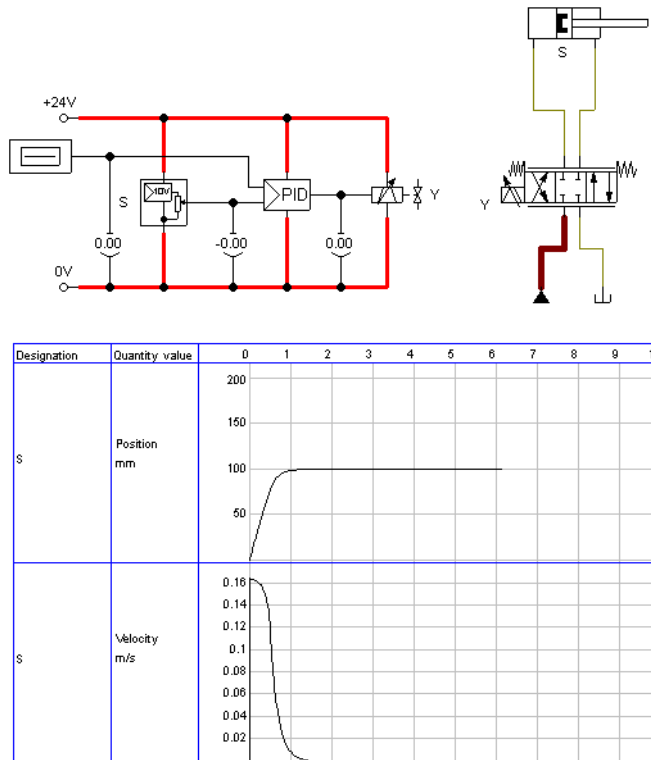 S
+24V
10V
S
PID
Y
Y
0.00
-0.00
0.00
0V
Designation Quantity value 0 1 2 3 4 5 6 7 8 9 1
200
150
S
Position
mm
100
50
0.16
0.14
0.12
S
Velocity
m/s
0.1
0.08
0.06
0.04
0.02